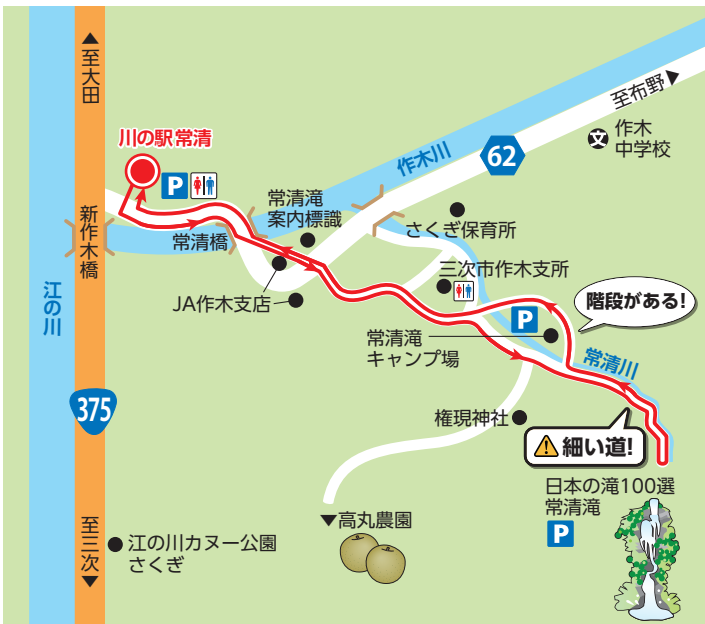 ▲至大田
至布野▶
川の駅常清
P
作木川
62
文
作木
中学校
常清滝
案内標識
新作木橋
常清橋
さくぎ保育所
三次市作木支所
江の川
JA作木支店
P
階段がある!
常清滝
キャンプ場
常清川
375
権現神社
細い道!
日本の滝100選
常清滝
P
▼高丸農園
至三次▼
江の川カヌー公園
さくぎ